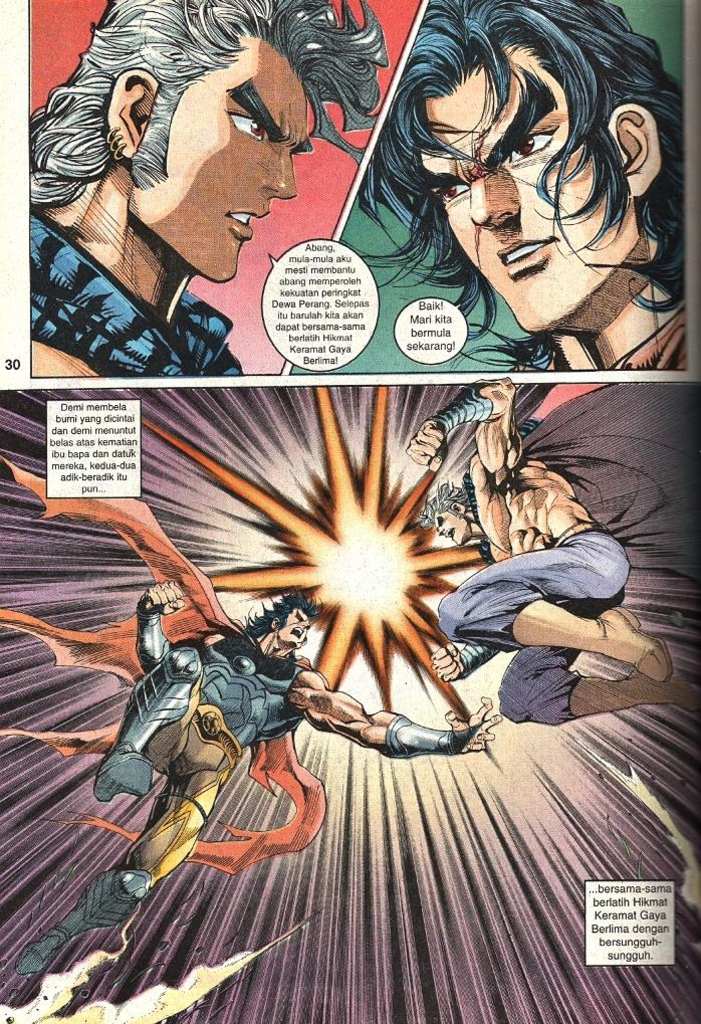 Abang,
mula-mula aku
mesti membantu
abang memperoleh
kekuatan peringkat
Dewa Perang. Selepas
itu barulah kita akan
dapat bersama-sama
berlatih Hikmat
Keramat Gaya
Berlima!
Baik!
Mari kita
bermula
sekarang!
30
Demi membela
bumi yang dicintai
dan demi menuntut
belas atas kematian
ibu bapa dan datuk
mereka, kedua-dua
adik-beradik itu
pun...
...bersama-sama
berlatih Hikmat
Keramat Gaya
Berlima dengan
bersungguh-
sungguh.